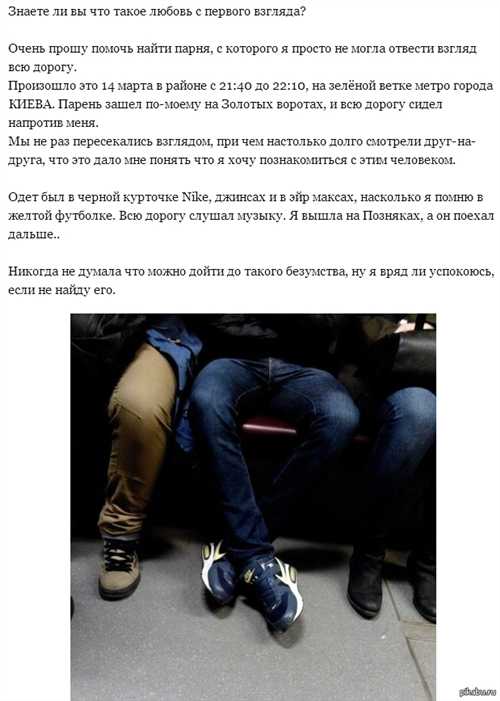 Знаете ли вы что такое любовь с первого взгляда?
Очень прошу помочь найти парня, с которого я просто не могла отвести взгляд
всю дорогу.
Произошло это 14 марта в районе с 21:40 до 22:10, на зелёной ветке метро города
КИЕВА. Парень зашел по-моему на Золотых воротах, и всю дорогу сидел
напротив меня.
Мы не раз пересекались взглядом, при чем настолько долго смотрели друг-на-
друга, что это дало мне понять что я хочу познакомиться с этим человеком.
Одет был в черной курточке Nike, джинсах и в эйр максах, насколько я помню в
желтой футболке. Всю дорогу слушал музыку. Я вышла на Позняках, а он поехал
дальше..
Никогда не думала что можно дойти до такого безумства, ну я вряд ли успокоюсь,
если не найду его.
pikabu.ru